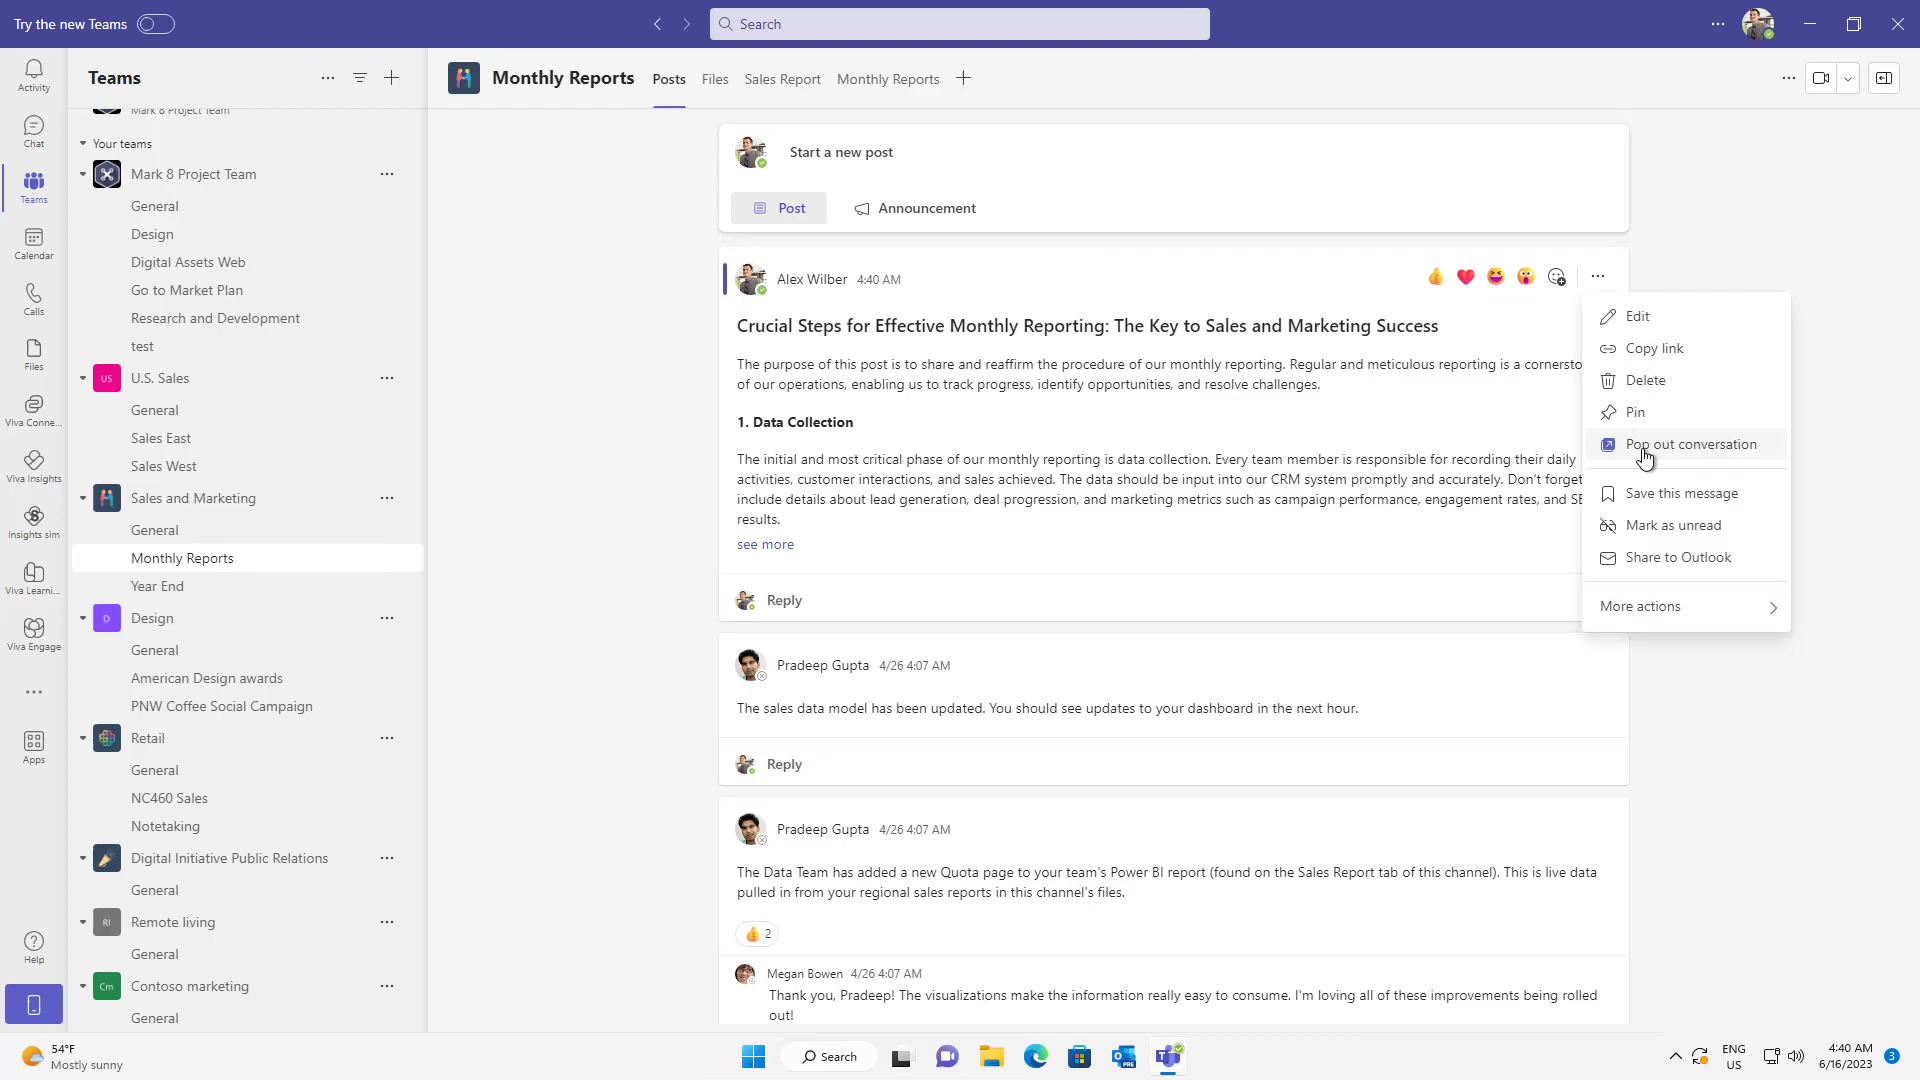 Try the new Teams
Search
Activity
Chat
Teams
Calendar
Calls
Files
Viva Conne...
Viva Insights
Insights sim
Viva Learni...
Viva Engage
Apps
Help
Teams
Mark 8 Project Team
Your teams
Mark 8 Project Team
General
Design
Digital Assets Web
Go to Market Plan
Research and Development
test
US
U.S. Sales
General
Sales East
Sales West
Sales and Marketing
General
Monthly Reports
Year End
D
Design
General
American Design awards
PNW Coffee Social Campaign
Retail
General
NC460 Sales
Notetaking
Digital Initiative Public Relations
General
RI
Remote living
General
Cm
Contoso marketing
General
Monthly Reports
Posts
Files
Sales Report
Monthly Reports
Start a new post
Post
Announcement
Alex Wilber 4:40 AM
Crucial Steps for Effective Monthly Reporting: The Key to Sales and Marketing Success
The purpose of this post is to share and reaffirm the procedure of our monthly reporting. Regular and meticulous reporting is a cornersto
of our operations, enabling us to track progress, identify opportunities, and resolve challenges.
1. Data Collection
The initial and most critical phase of our monthly reporting is data collection. Every team member is responsible for recording their daily
activities, customer interactions, and sales achieved. The data should be input into our CRM system promptly and accurately. Don't forget
include details about lead generation, deal progression, and marketing metrics such as campaign performance, engagement rates, and SE
results.
see more
Reply
Edit
Copy link
Delete
Pin
Pop out conversation
Save this message
Mark as unread
Share to Outlook
More actions
Pradeep Gupta 4/26 4:07 AM
The sales data model has been updated. You should see updates to your dashboard in the next hour.
Reply
Pradeep Gupta 4/26 4:07 AM
The Data Team has added a new Quota page to your team's Power BI report (found on the Sales Report tab of this channel). This is live data
pulled in from your regional sales reports in this channel's files.
2
Megan Bowen 4/26 4:07 AM
Thank you, Pradeep! The visualizations make the information really easy to consume. I'm loving all of these improvements being rolled
out!
54°F
Mostly sunny
Search
PRE
ENG
US
4:40 AM
6/16/2023
3